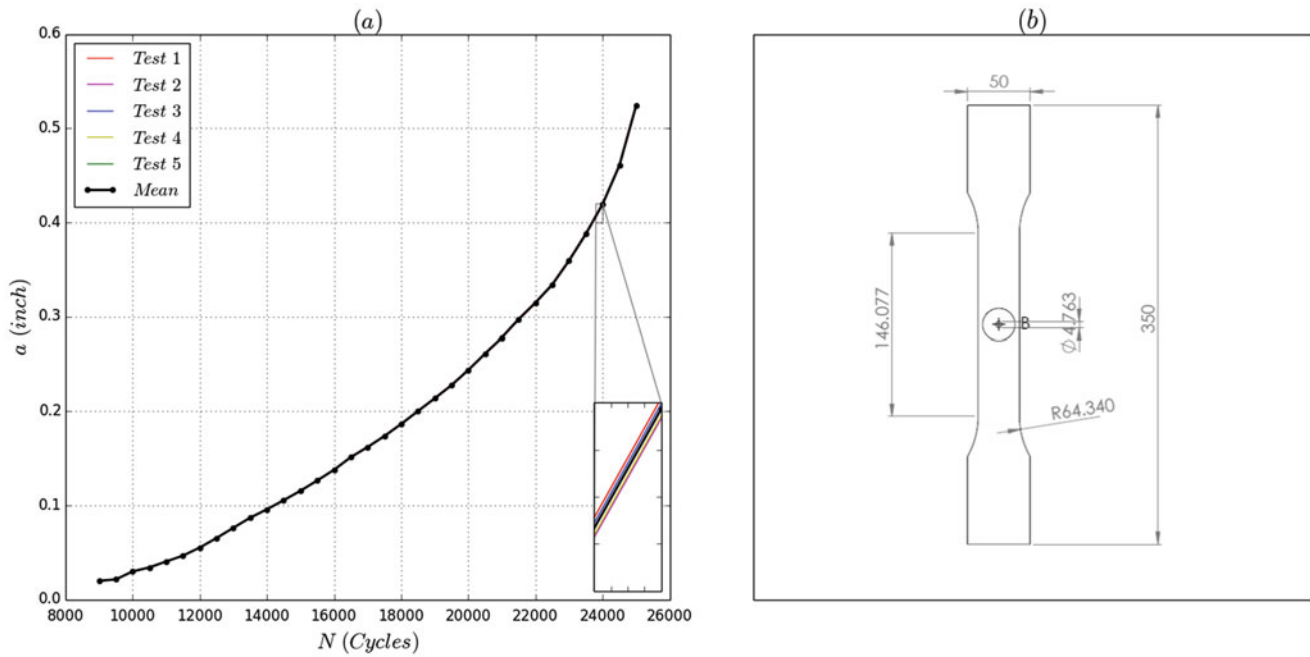 (a)
0.6
0.5
0.4
0.3
0.2
0.1
0.0
a (inch)
Test 1
Test 2
Test 3
Test 4
Test 5
Mean
8000 10000 12000 14000 16000 18000 20000 22000 24000 26000
N (Cycles)
(b)
50
146.077
B
Ø 4.763
350
R64.340